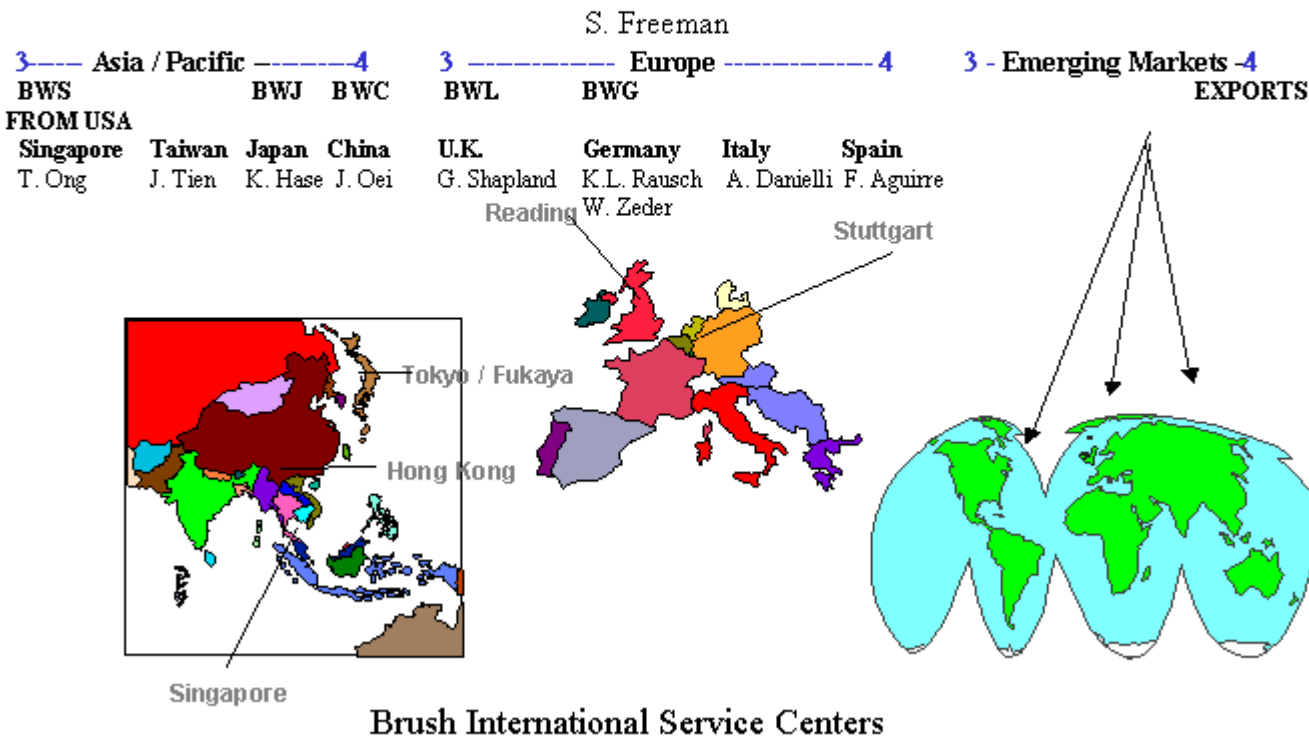 S. Freeman
3------ Asia / Pacific ------------4 3 -------------- Europe -------------- 4 3 - Emerging Markets -4
BWS BWJ BWC BWL BWG EXPORTS
FROM USA
Singapore Taiwan Japan China U.K. Germany Italy Spain
T. Ong J. Tien K. Hase J. Oei G. Shapland K.L. Rausch A. Danielli F. Aguirre
W. Zeder
Reading
Stuttgart
Tokyo / Fukaya
Hong Kong
Singapore
Brush International Service Centers